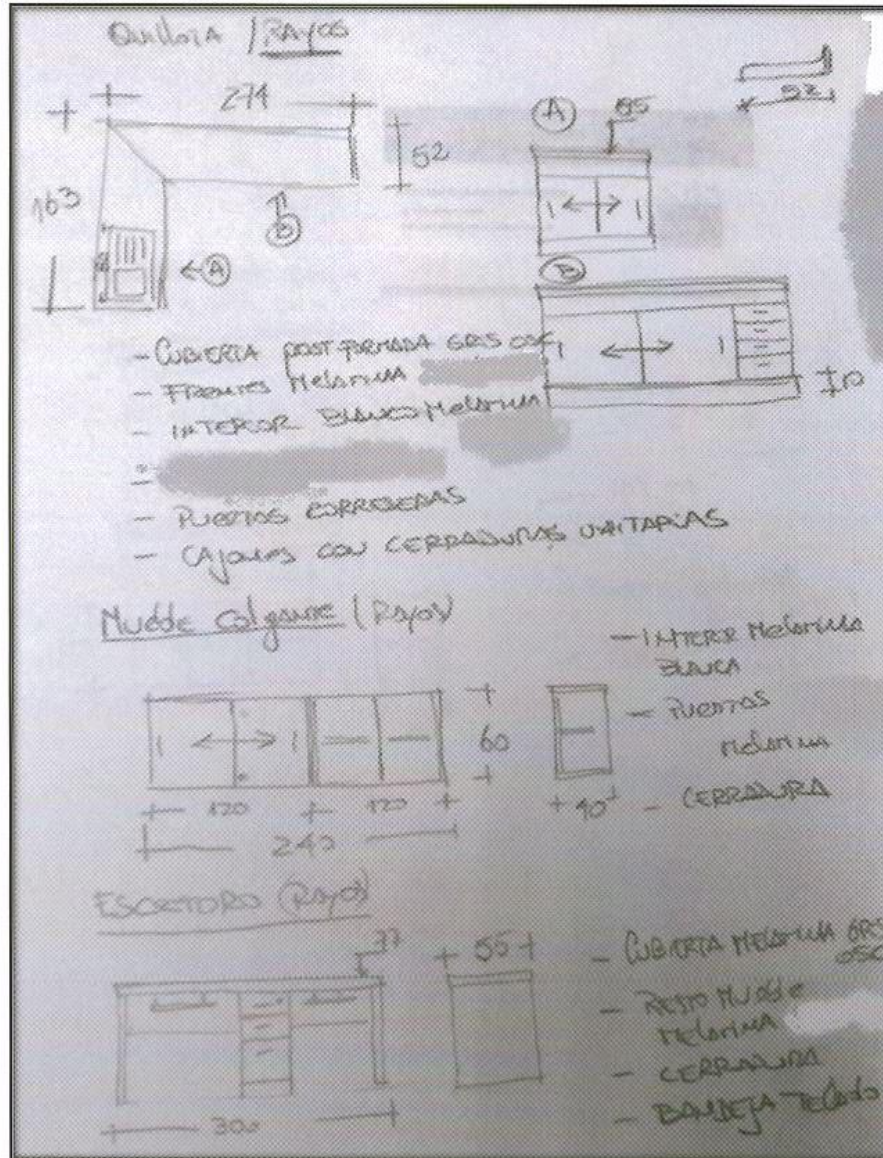 Quillota / RAYOS
274
52
163
A
B
A
85
52
B
10
- CUBIERTA POST FORMADA GRIS OSC
- FRENTES MELAMINA
- INTERIOR BLANCO MELAMINA
- PUERTAS CORREDERAS
- CAJONES CON CERRADURAS UNITARIAS
Mueble Colgante (Rayos)
60
120
120
240
40
- INTERIOR MELAMINA
BLANCA
- PUERTAS
MELAMINA
- CERRADURA
ESCRITORIO (Rayos)
77
55
300
- CUBIERTA MELAMINA GRIS
OSC
- RESTO MUEBLE
MELAMINA
- CERRADURA
- BANDEJA TECLADO